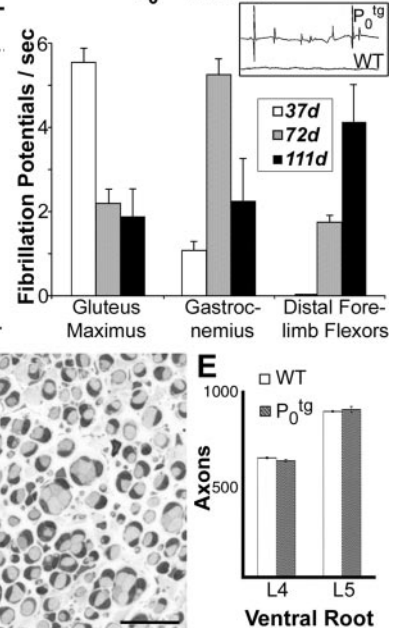 P0tg
WT
Fibrillation Potentials / sec
6
4
2
0
37d
72d
111d
Gluteus
Maximus
Gastroc-
nemius
Distal Fore-
limb Flexors
E
WT
P0tg
1000
500
Axons
L4
L5
Ventral Root